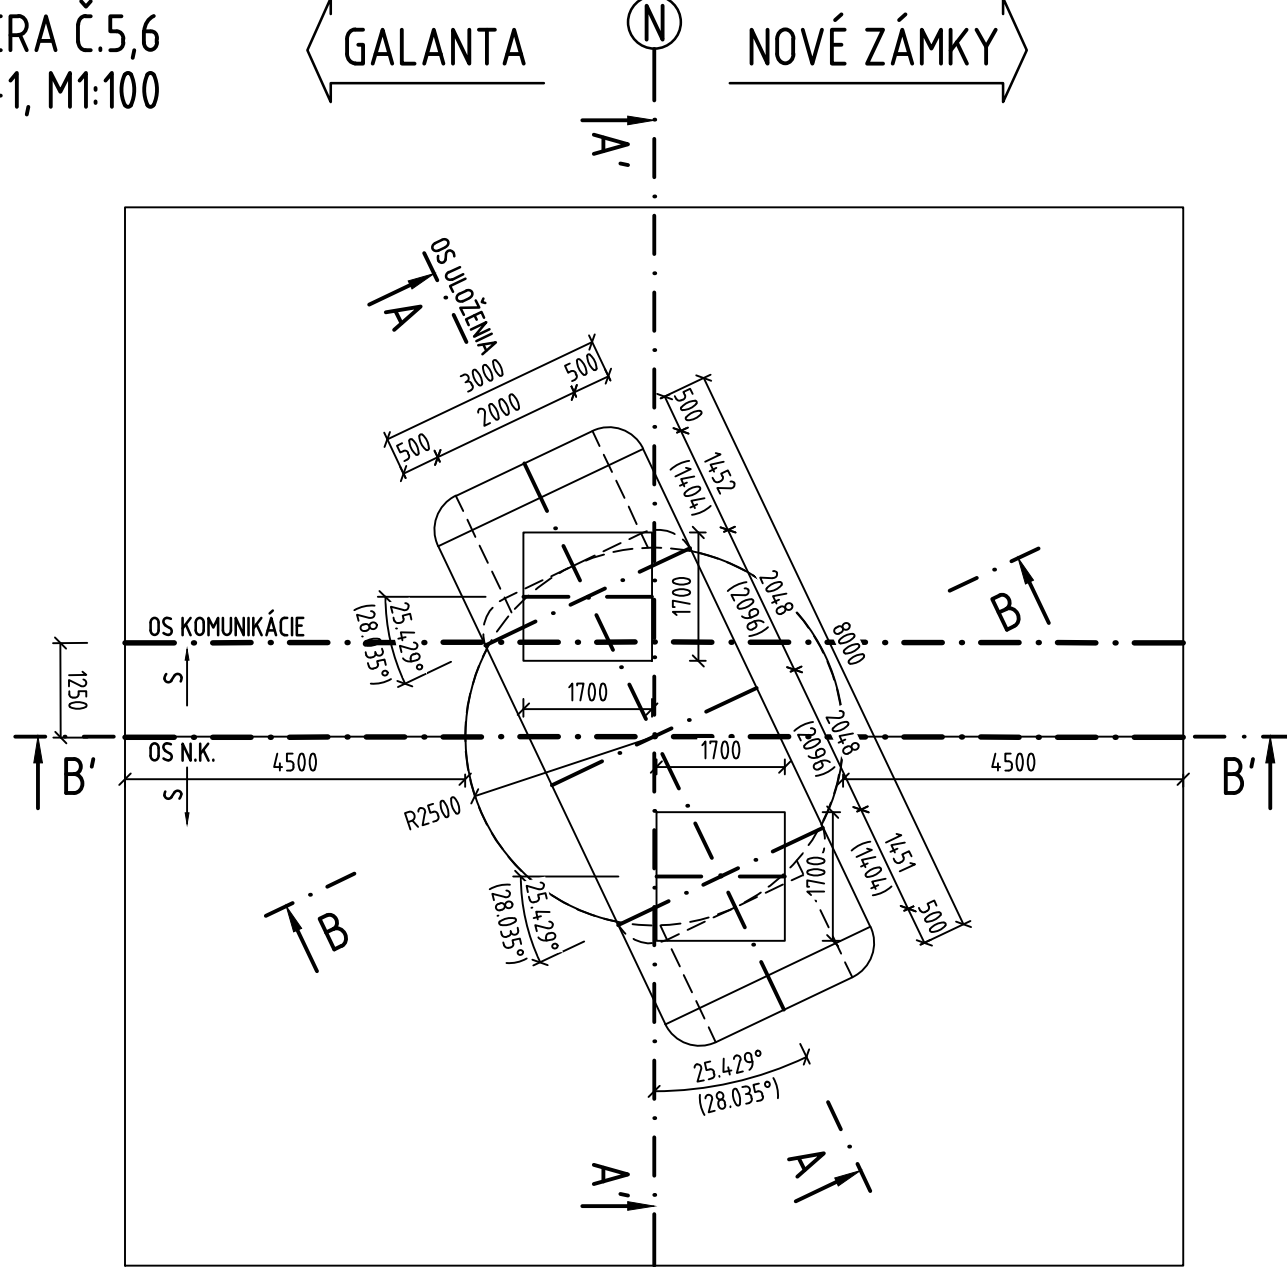 ERA Č.5,6
1, M1:100
GALANTA
N
NOVÉ ZÁMKY
A'
OS ULOŽENIA
A
3000
500
2000
500
500
1452
(1404)
2048
(2096)
8000
2048
(2096)
1451
(1404)
500
1700
1700
B
OS KOMUNIKÁCIE
25.429°
(28.035°)
S
1250
OS N.K.
S
B'
4500
R2500
1700
4500
B'
1700
25.429°
(28.035°)
B
25.429°
(28.035°)
A
A'